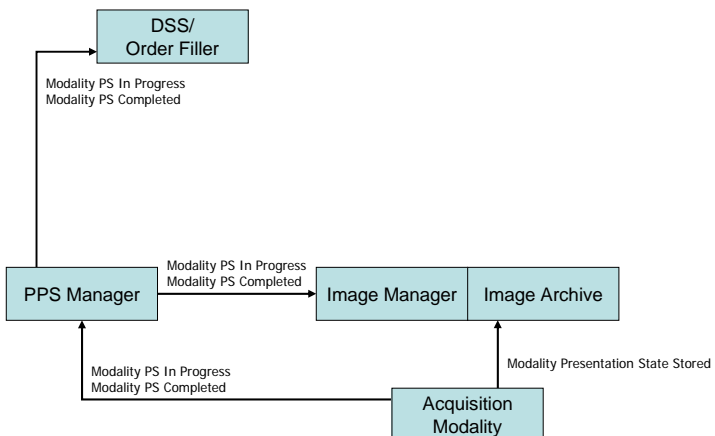 DSS/
Order Filler
Modality PS In Progress
Modality PS Completed
Modality PS In Progress
Modality PS Completed
PPS Manager
Image Manager
Image Archive
Modality PS In Progress
Modality PS Completed
Modality Presentation State Stored
Acquisition
Modality